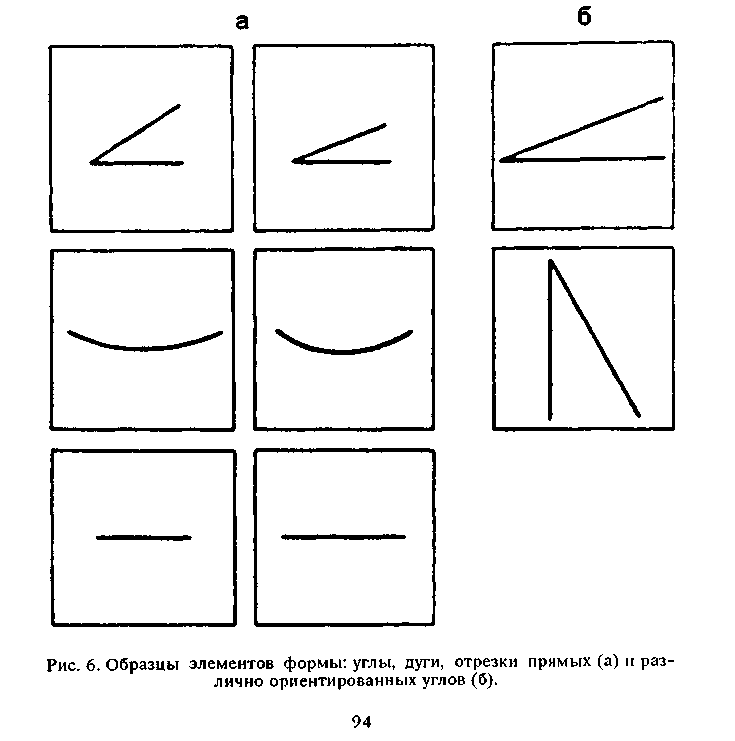 а б
Рис. 6. Образцы элементов формы: углы, дуги, отрезки прямых (а) и раз-
лично ориентированных углов (б).
94